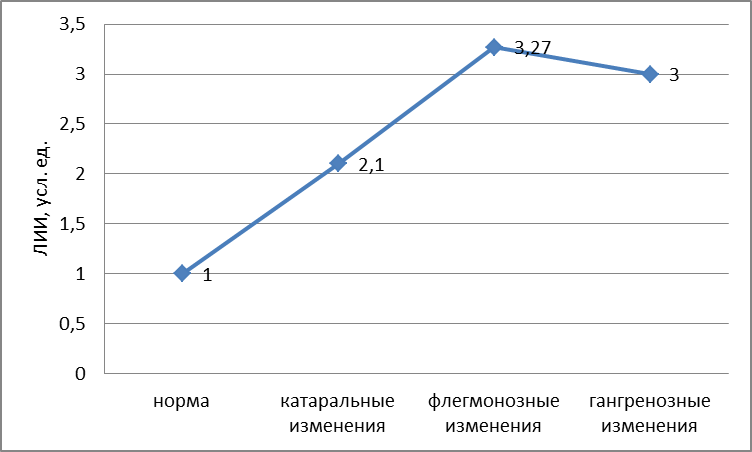 3,5
3
2,5
2
1,5
1
0,5
0
ЛИИ, усл. ед.
1
2,1
3,27
3
норма
катаральные
изменения
флегмонозные
изменения
гангренозные
изменения